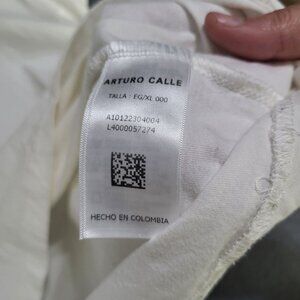 ARTURO CALLE
TALLA : EG/XL 000
A10122304004
L4000057274
HECHO EN COLOMBIA